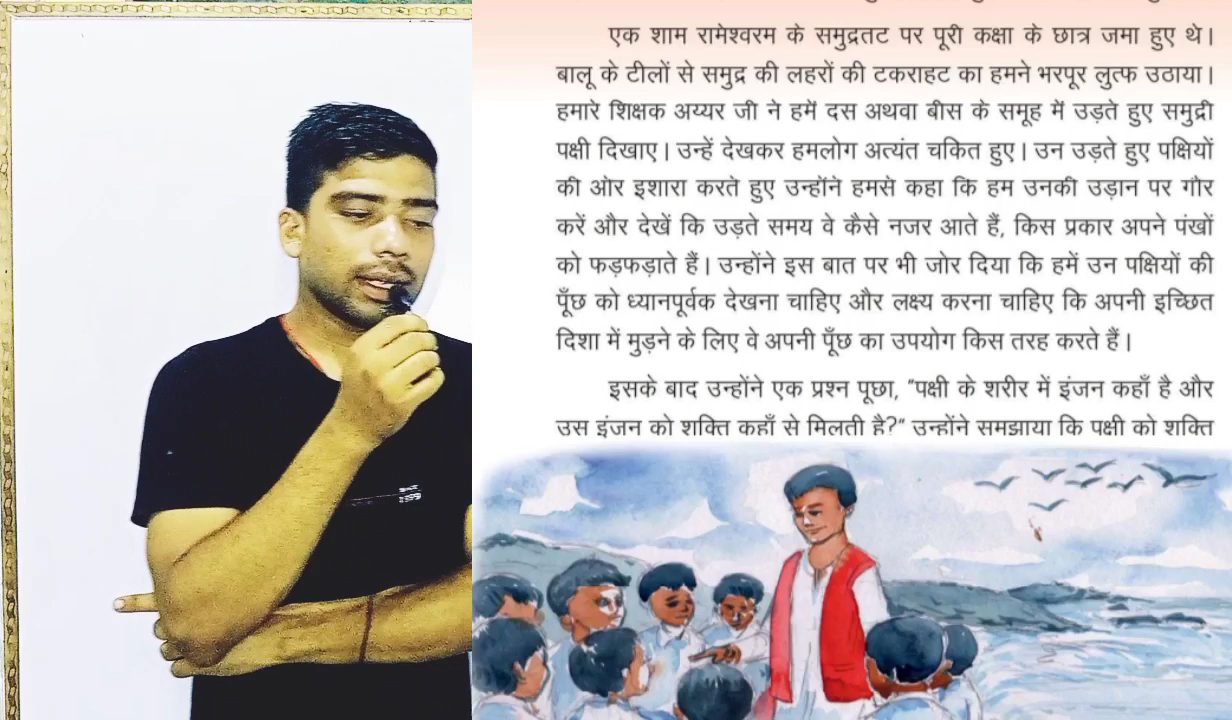 एक शाम रामेश्वरम के समुद्रतट पर पूरी कक्षा के छात्र जमा हुए थे।
बालू के टीलों से समुद्र की लहरों की टकराहट का हमने भरपूर लुत्फ उठाया।
हमारे शिक्षक अय्यर जी ने हमें दस अथवा बीस के समूह में उड़ते हुए समुद्री
पक्षी दिखाए। उन्हें देखकर हमलोग अत्यंत चकित हुए। उन उड़ते हुए पक्षियों
की ओर इशारा करते हुए उन्होंने हमसे कहा कि हम उनकी उड़ान पर गौर
करें और देखें कि उड़ते समय वे कैसे नजर आते हैं, किस प्रकार अपने पंखों
को फड़फड़ाते हैं। उन्होंने इस बात पर भी जोर दिया कि हमें उन पक्षियों की
पूँछ को ध्यानपूर्वक देखना चाहिए और लक्ष्य करना चाहिए कि अपनी इच्छित
दिशा में मुड़ने के लिए वे अपनी पूँछ का उपयोग किस तरह करते हैं।
इसके बाद उन्होंने एक प्रश्न पूछा, "पक्षी के शरीर में इंजन कहाँ है और
उस इंजन को शक्ति कहाँ से मिलती है?" उन्होंने समझाया कि पक्षी को शक्ति